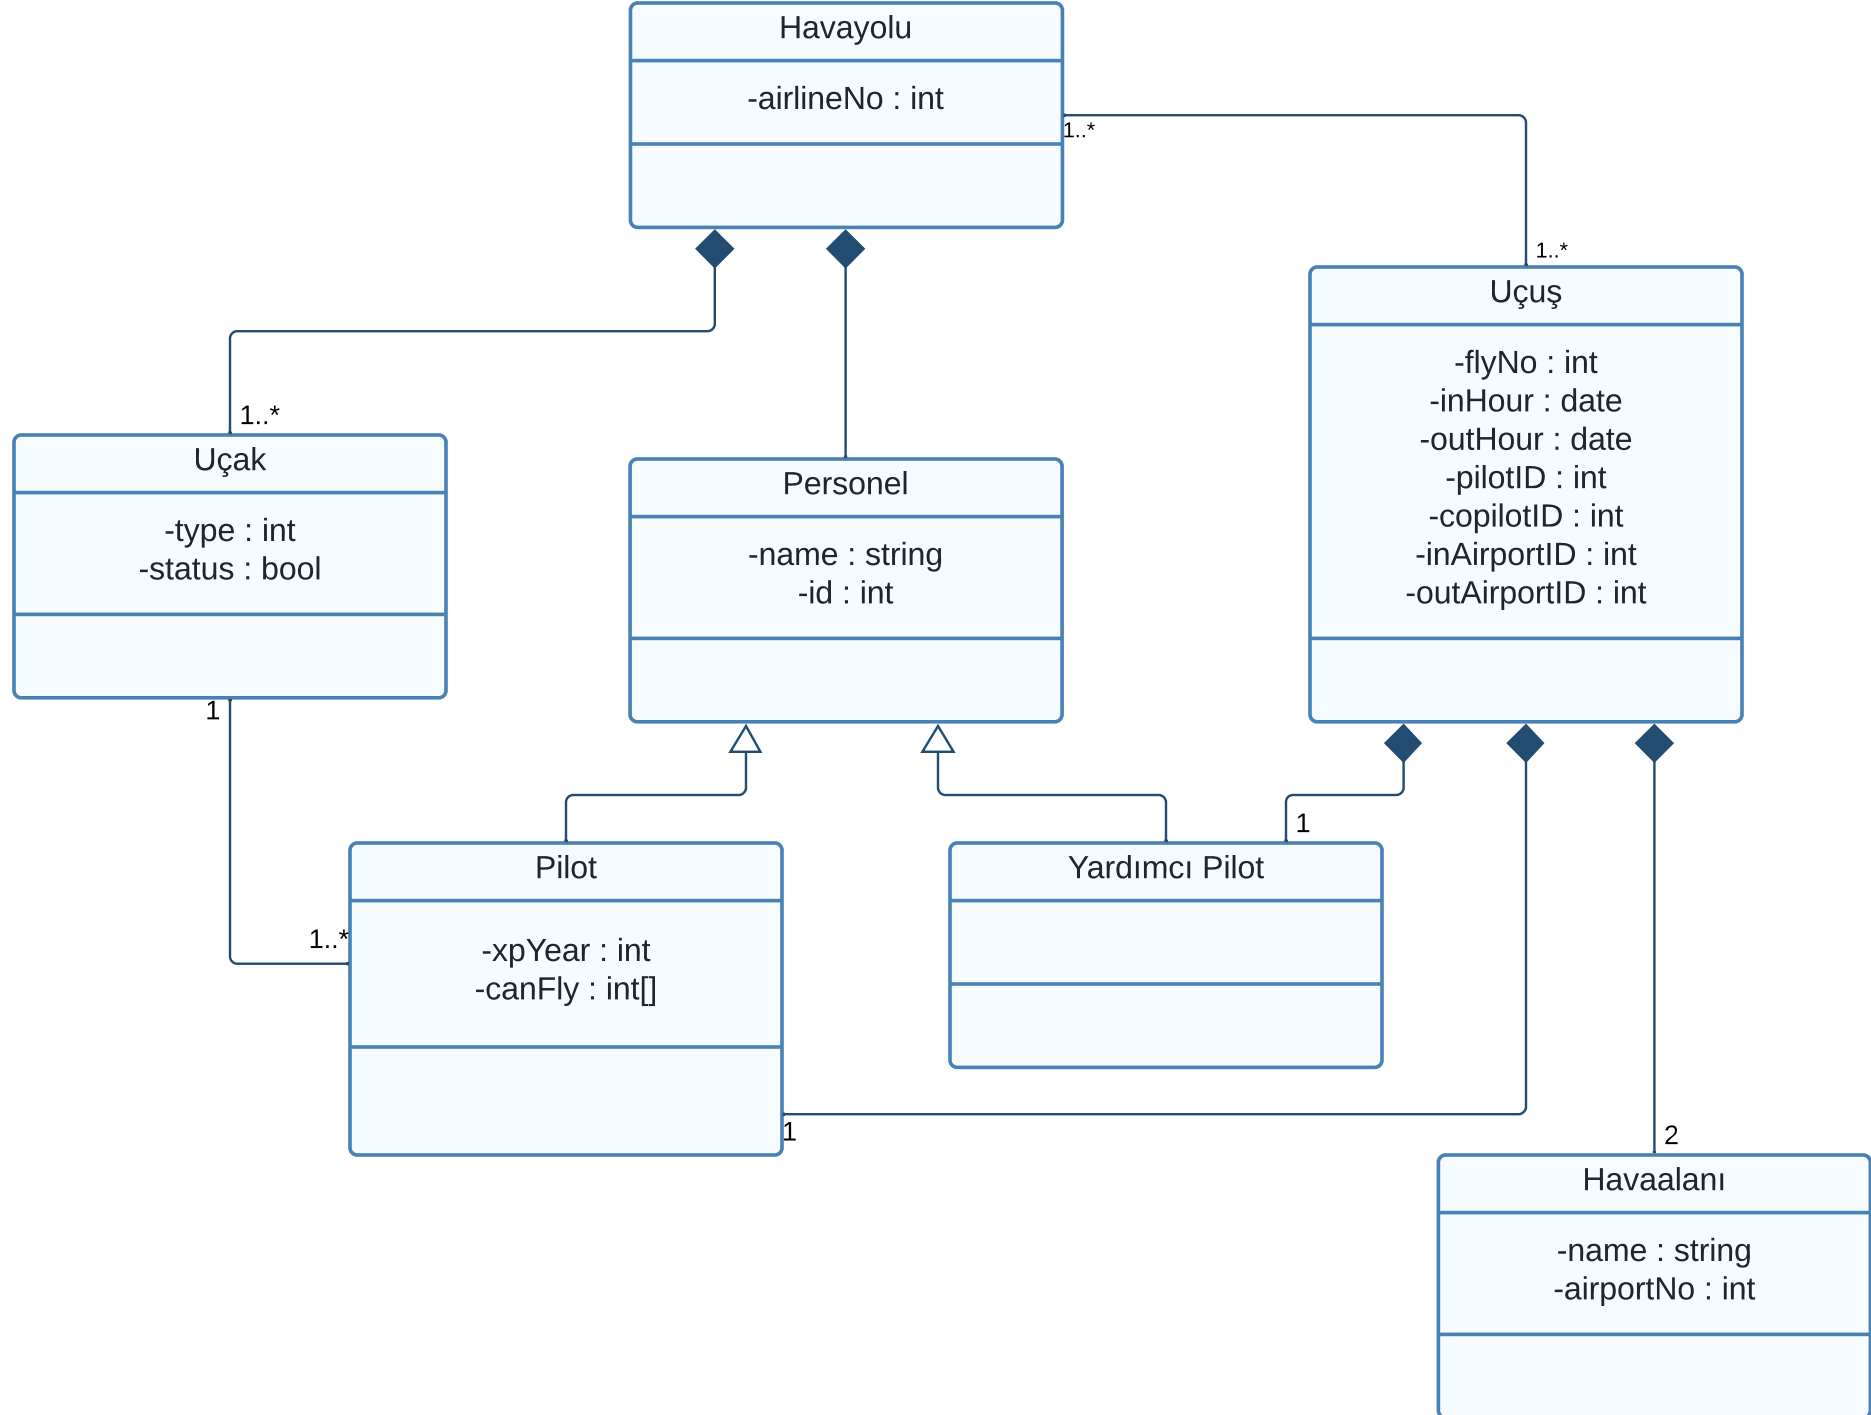 Havayolu
-airlineNo : int
1..*
1..*
Uçuş
-flyNo : int
-inHour : date
-outHour : date
-pilotID : int
-copilotID : int
-inAirportID : int
-outAirportID : int
1..*
Uçak
-type : int
-status : bool
1
Personel
-name : string
-id : int
1..*
Pilot
-xpYear : int
-canFly : int[]
1
1
Yardımcı Pilot
2
Havaalanı
-name : string
-airportNo : int